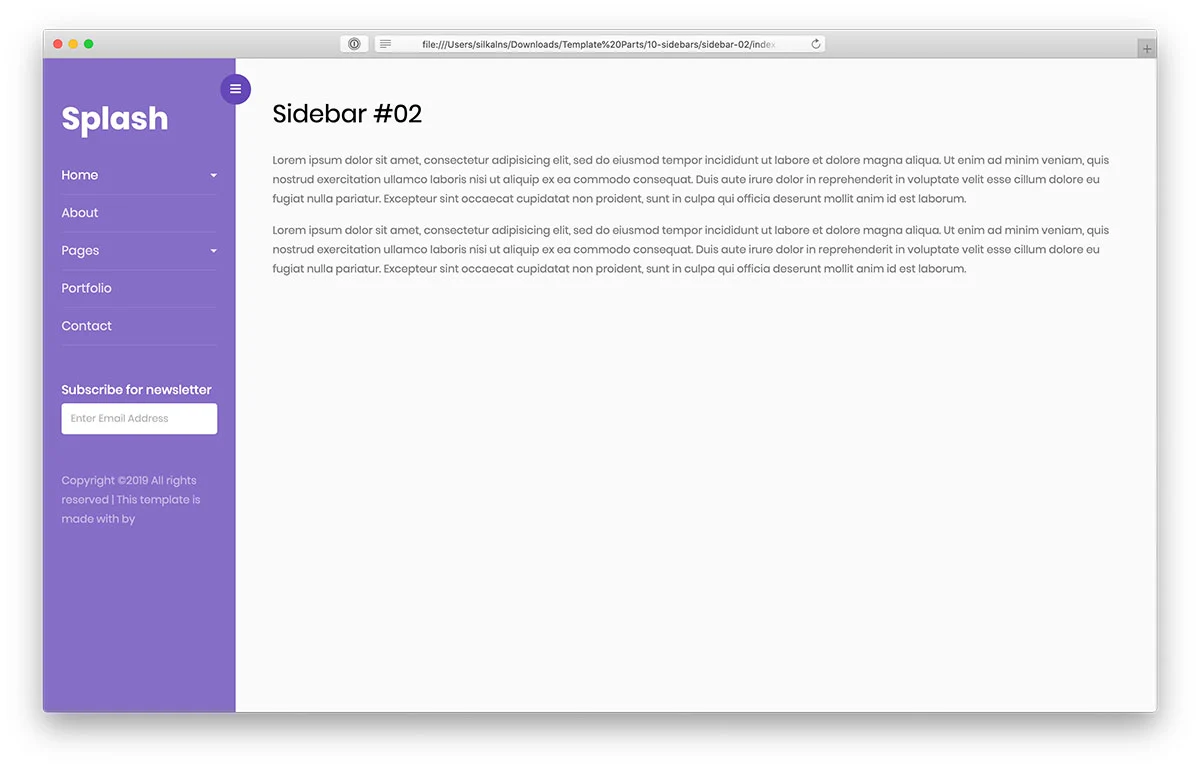 file:///Users/silkalns/Downloads/Template%20Parts/10-sidebars/sidebar-02/index
Splash
Home
About
Pages
Portfolio
Contact
Subscribe for newsletter
Enter Email Address
Copyright ©2019 All rights
reserved | This template is
made with by
Sidebar #02
Lorem ipsum dolor sit amet, consectetur adipisicing elit, sed do eiusmod tempor incididunt ut labore et dolore magna aliqua. Ut enim ad minim veniam, quis
nostrud exercitation ullamco laboris nisi ut aliquip ex ea commodo consequat. Duis aute irure dolor in reprehenderit in voluptate velit esse cillum dolore eu
fugiat nulla pariatur. Excepteur sint occaecat cupidatat non proident, sunt in culpa qui officia deserunt mollit anim id est laborum.
Lorem ipsum dolor sit amet, consectetur adipisicing elit, sed do eiusmod tempor incididunt ut labore et dolore magna aliqua. Ut enim ad minim veniam, quis
nostrud exercitation ullamco laboris nisi ut aliquip ex ea commodo consequat. Duis aute irure dolor in reprehenderit in voluptate velit esse cillum dolore eu
fugiat nulla pariatur. Excepteur sint occaecat cupidatat non proident, sunt in culpa qui officia deserunt mollit anim id est laborum.